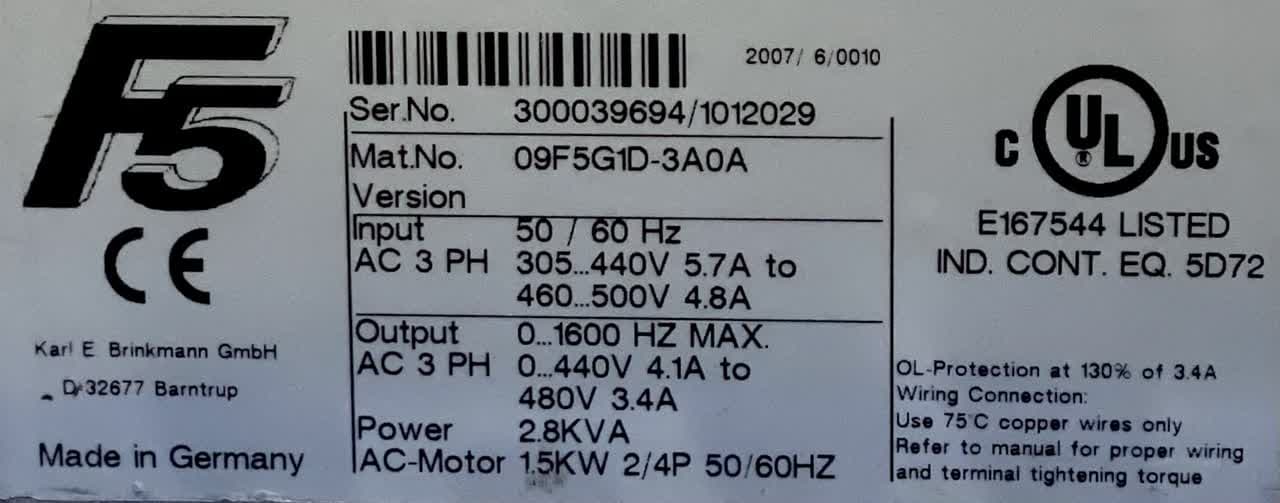 F5
CE
Karl E. Brinkmann GmbH
D-32677 Barntrup
Made in Germany
2007/ 6/0010
Ser.No. 300039694/1012029
Mat.No. 09F5G1D-3A0A
Version
Input 50 / 60 Hz
AC 3 PH 305...440V 5.7A to
460...500V 4.8A
Output 0...1600 HZ MAX.
AC 3 PH 0...440V 4.1A to
480V 3.4A
Power 2.8KVA
AC-Motor 1.5KW 2/4P 50/60HZ
C UL® US
E167544 LISTED
IND. CONT. EQ. 5D72
OL-Protection at 130% of 3.4A
Wiring Connection:
Use 75°C copper wires only
Refer to manual for proper wiring
and terminal tightening torque